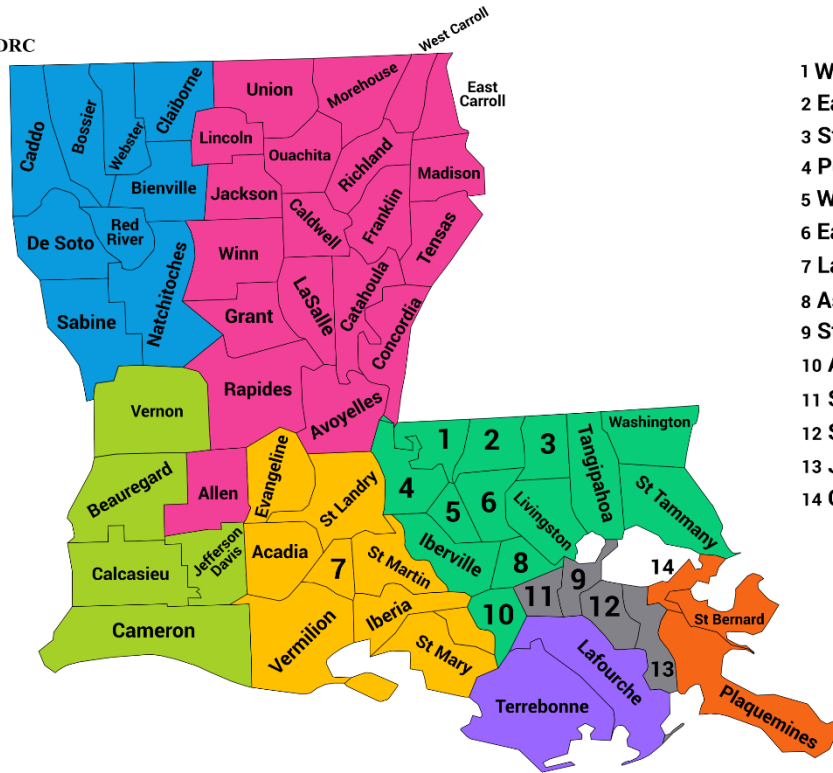 DRC
West Carroll
Union
Morehouse
East
Carroll
Claiborne
Bossier
Webster
Caddo
Lincoln
Ouachita
Richland
Madison
Bienville
Jackson
Caldwell
Franklin
Tensas
Red
River
De Soto
Natchitoches
Winn
LaSalle
Catahoula
Concordia
Sabine
Grant
Rapides
Avoyelles
Vernon
Beauregard
Allen
Evangeline
St Landry
Calcasieu
Jefferson
Davis
Acadia
7
St Martin
Cameron
Vermilion
Iberia
St Mary
1
2
3
Tangipahoa
Washington
4
5
6
Livingston
St Tammany
Iberville
8
9
10
11
12
13
14
St Bernard
Plaquemines
Lafourche
Terrebonne
1 W
2 Ea
3 S
4 P
5 W
6 Ea
7 La
8 A
9 S
10 A
11 S
12 S
13 J
14